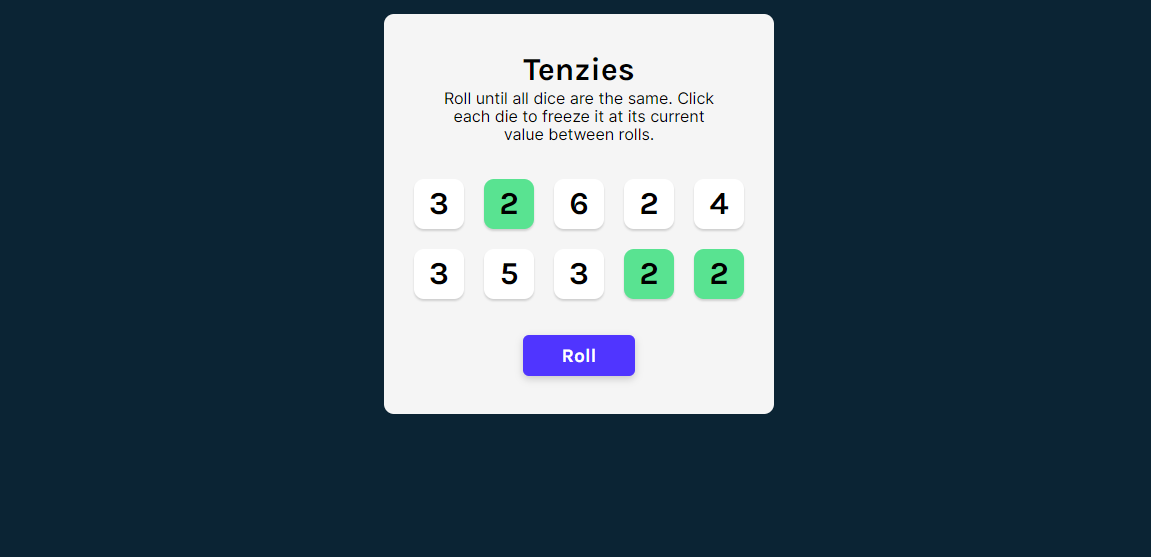 Tenzies
Roll until all dice are the same. Click
each die to freeze it at its current
value between rolls.
3 2 6 2 4
3 5 3 2 2
Roll